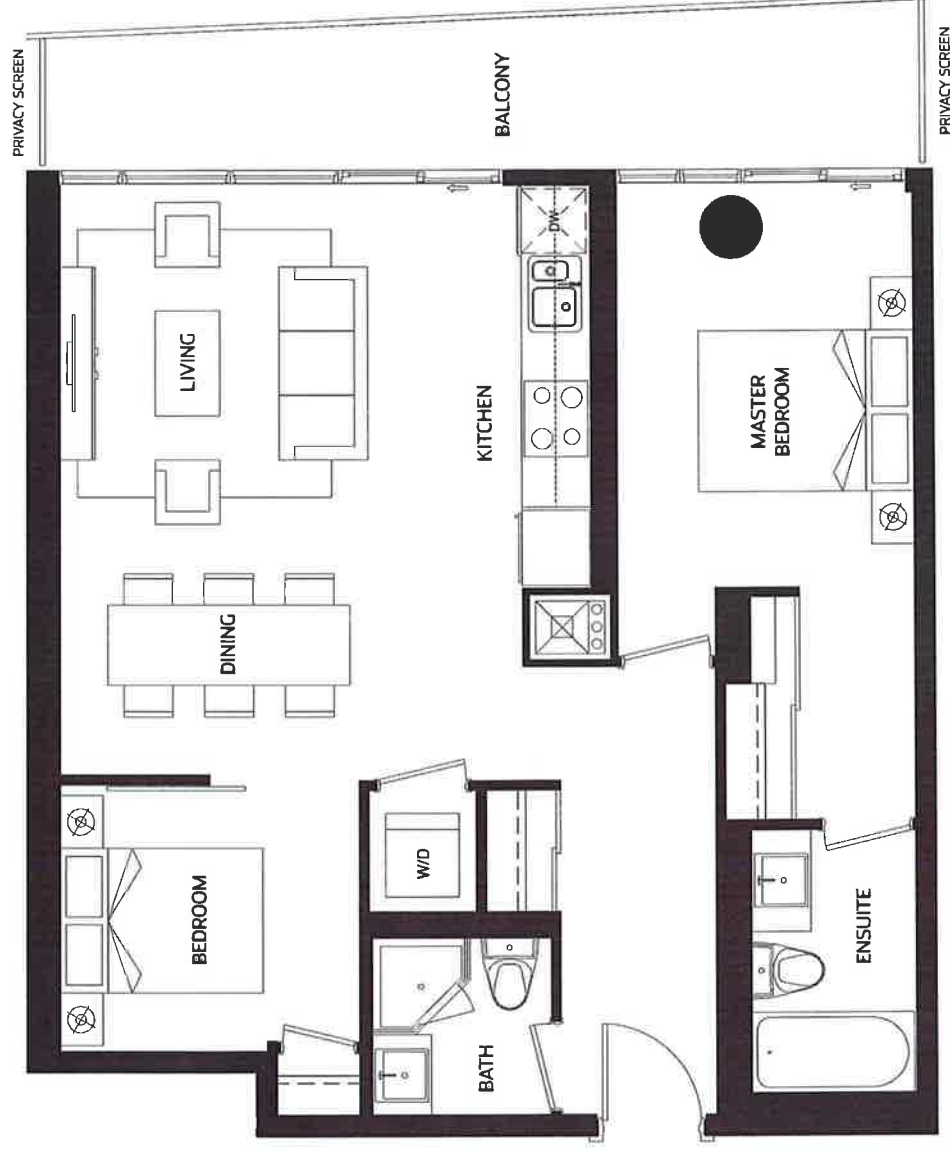 PRIVACY SCREEN
BALCONY
PRIVACY SCREEN
LIVING
DW
KITCHEN
MASTER
BEDROOM
DINING
W/D
BEDROOM
ENSUITE
BATH